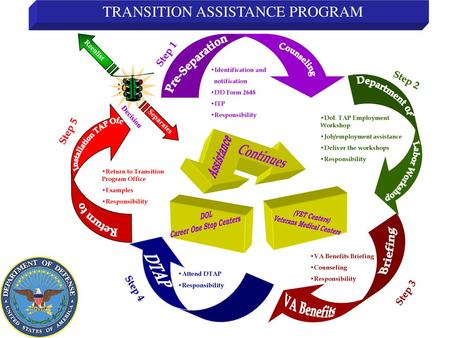 TRANSITION ASSISTANCE PROGRAM
Reenlist
Decision
Separates
Step 1
Pre-Separation
Counseling
•Identification and
notification
•DD Form 2648
•ITP
•Responsibility
Step 2
Department of
Labor Workshop
•DoL TAP Employment
Workshop
•Job/employment assistance
•Deliver the workshops
•Responsibility
Step 3
VA Benefits
Briefing
•VA Benefits Briefing
•Counseling
•Responsibility
Step 4
DTAP
•Attend DTAP
•Responsibility
Step 5
Return to
Installation TAP Ofc
•Return to Transition
Program Office
•Examples
•Responsibility
Assistance
Continues
DOL
Career One Stop Centers
(VET Centers)
Veterans Medical Centers
DEPARTMENT OF DEFENSE
UNITED STATES OF AMERICA